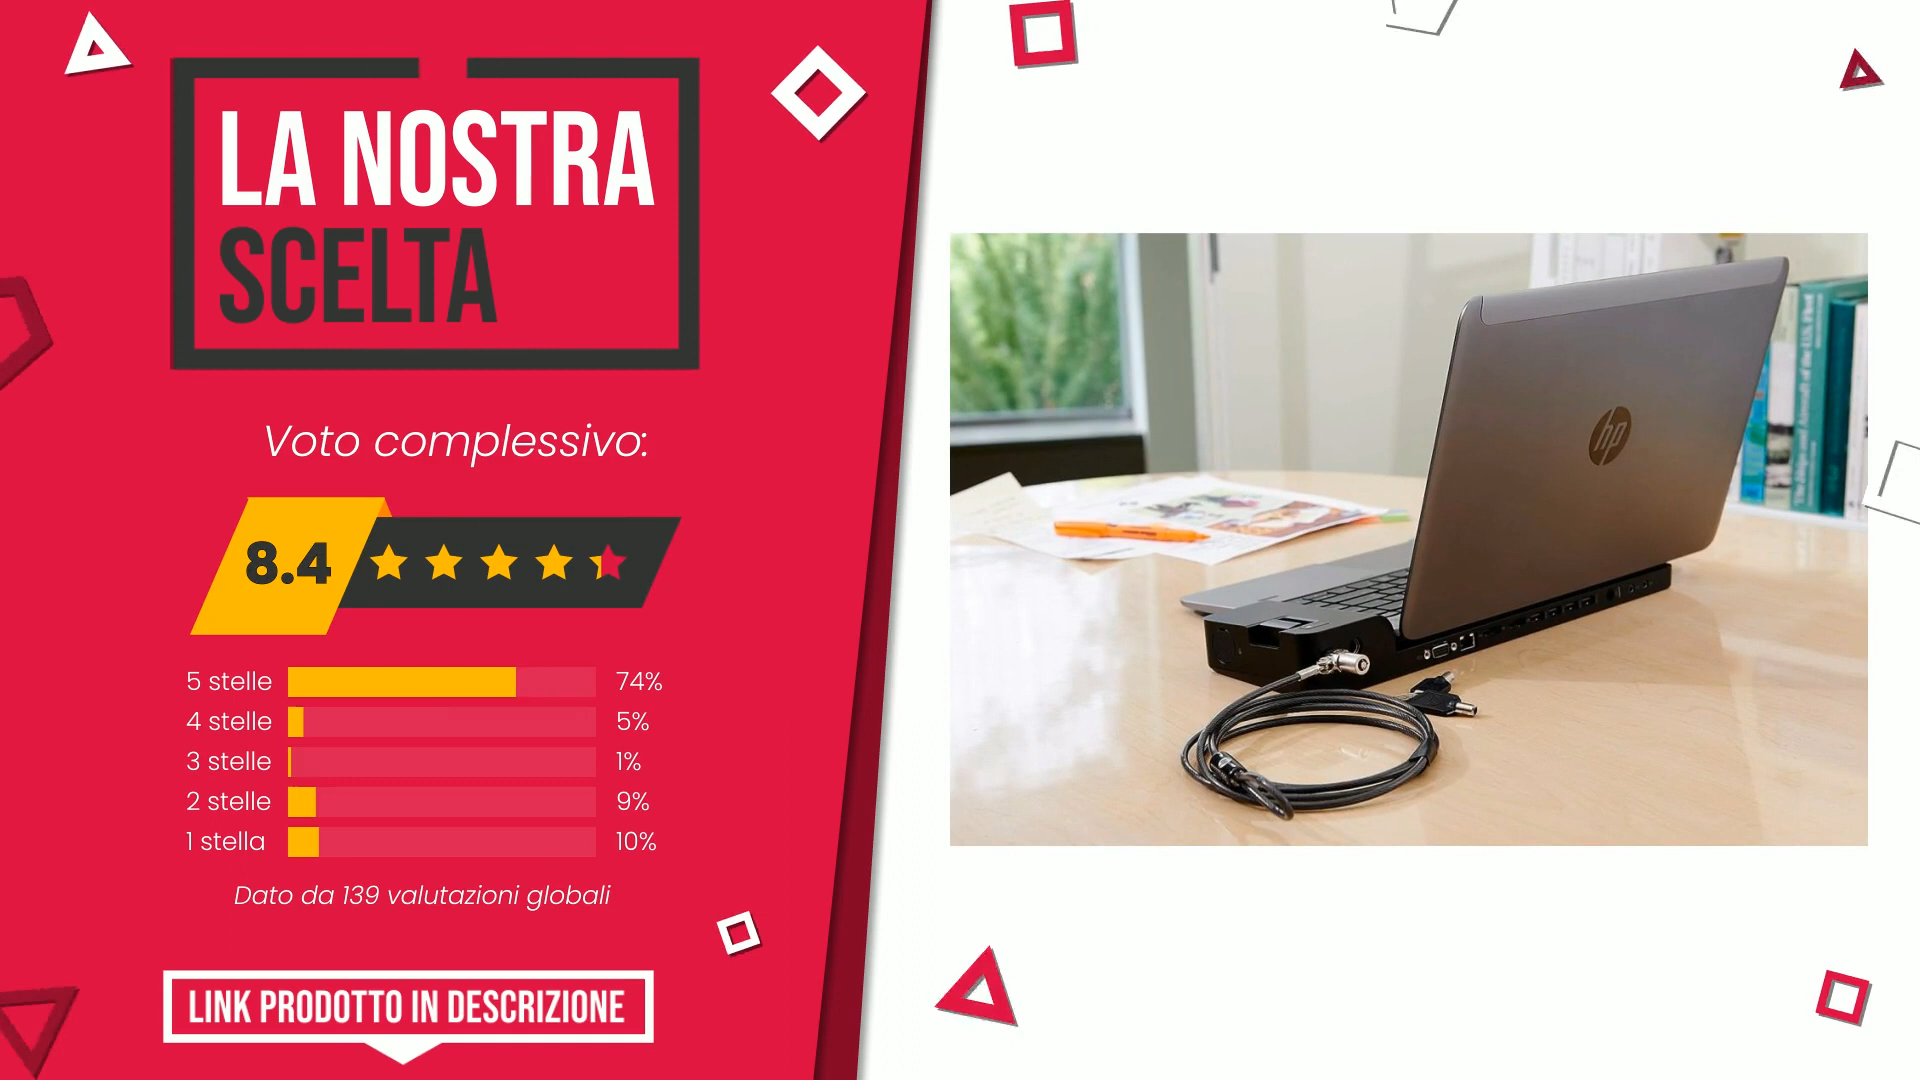 LA NOSTRA
SCELTA
Voto complessivo:
8.4
5 stelle 74%
4 stelle 5%
3 stelle 1%
2 stelle 9%
1 stella 10%
Dato da 139 valutazioni globali
LINK PRODOTTO IN DESCRIZIONE
hp